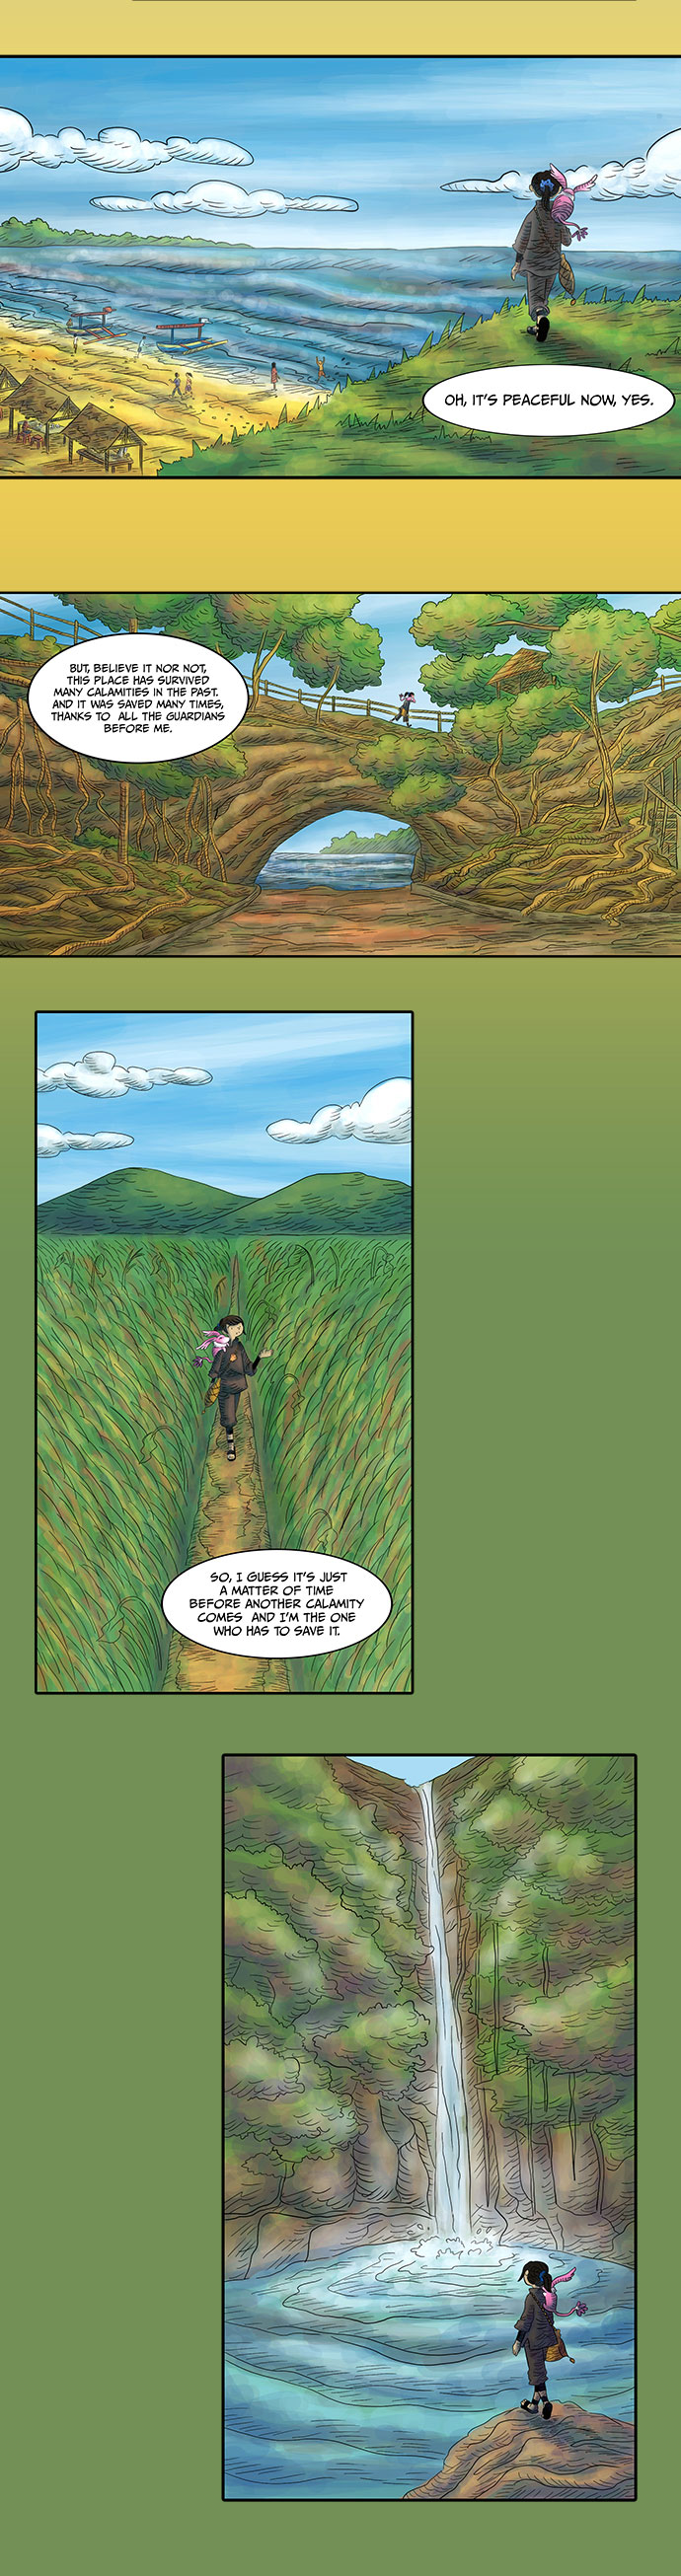 OH, IT'S PEACEFUL NOW, YES.
BUT, BELIEVE IT NOR NOT,
THIS PLACE HAS SURVIVED
MANY CALAMITIES IN THE PAST.
AND IT WAS SAVED MANY TIMES,
THANKS TO ALL THE GUARDIANS
BEFORE ME.
SO, I GUESS IT'S JUST
A MATTER OF TIME
BEFORE ANOTHER CALAMITY
COMES AND I'M THE ONE
WHO HAS TO SAVE IT.